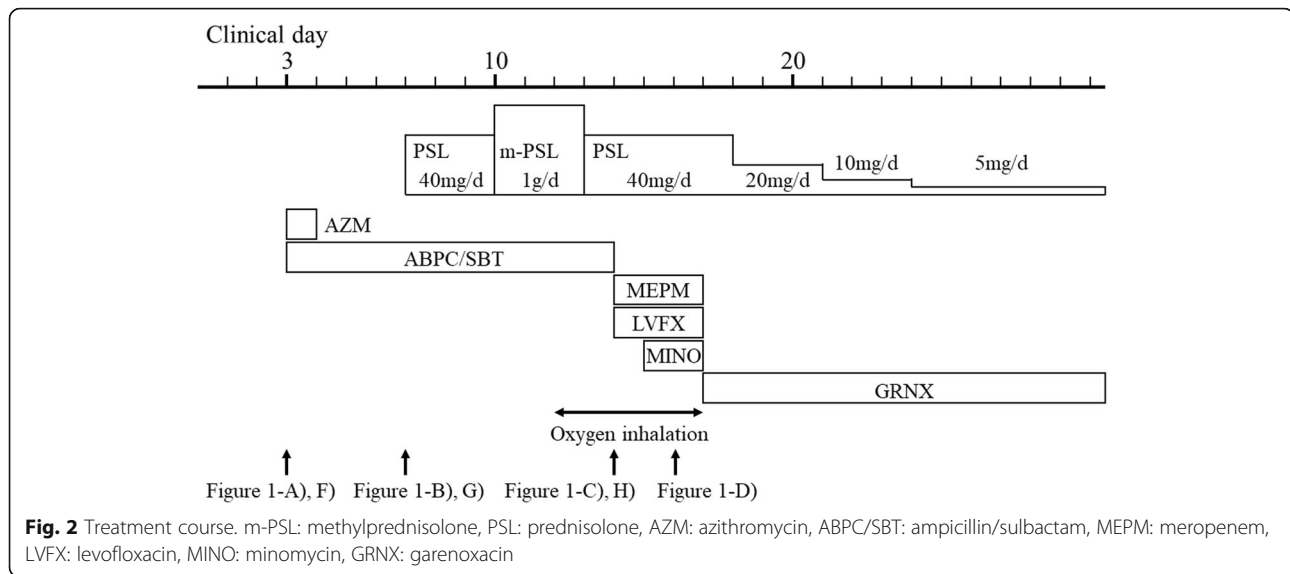 Clinical day
3 10 20
PSL m-PSL PSL
40mg/d 1g/d 40mg/d 20mg/d 10mg/d 5mg/d
AZM
ABPC/SBT
MEPM
LVFX
MINO
GRNX
Oxygen inhalation
Figure 1-A), F) Figure 1-B), G) Figure 1-C), H) Figure 1-D)
Fig. 2 Treatment course. m-PSL: methylprednisolone, PSL: prednisolone, AZM: azithromycin, ABPC/SBT: ampicillin/sulbactam, MEPM: meropenem,
LVFX: levofloxacin, MINO: minomycin, GRNX: garenoxacin